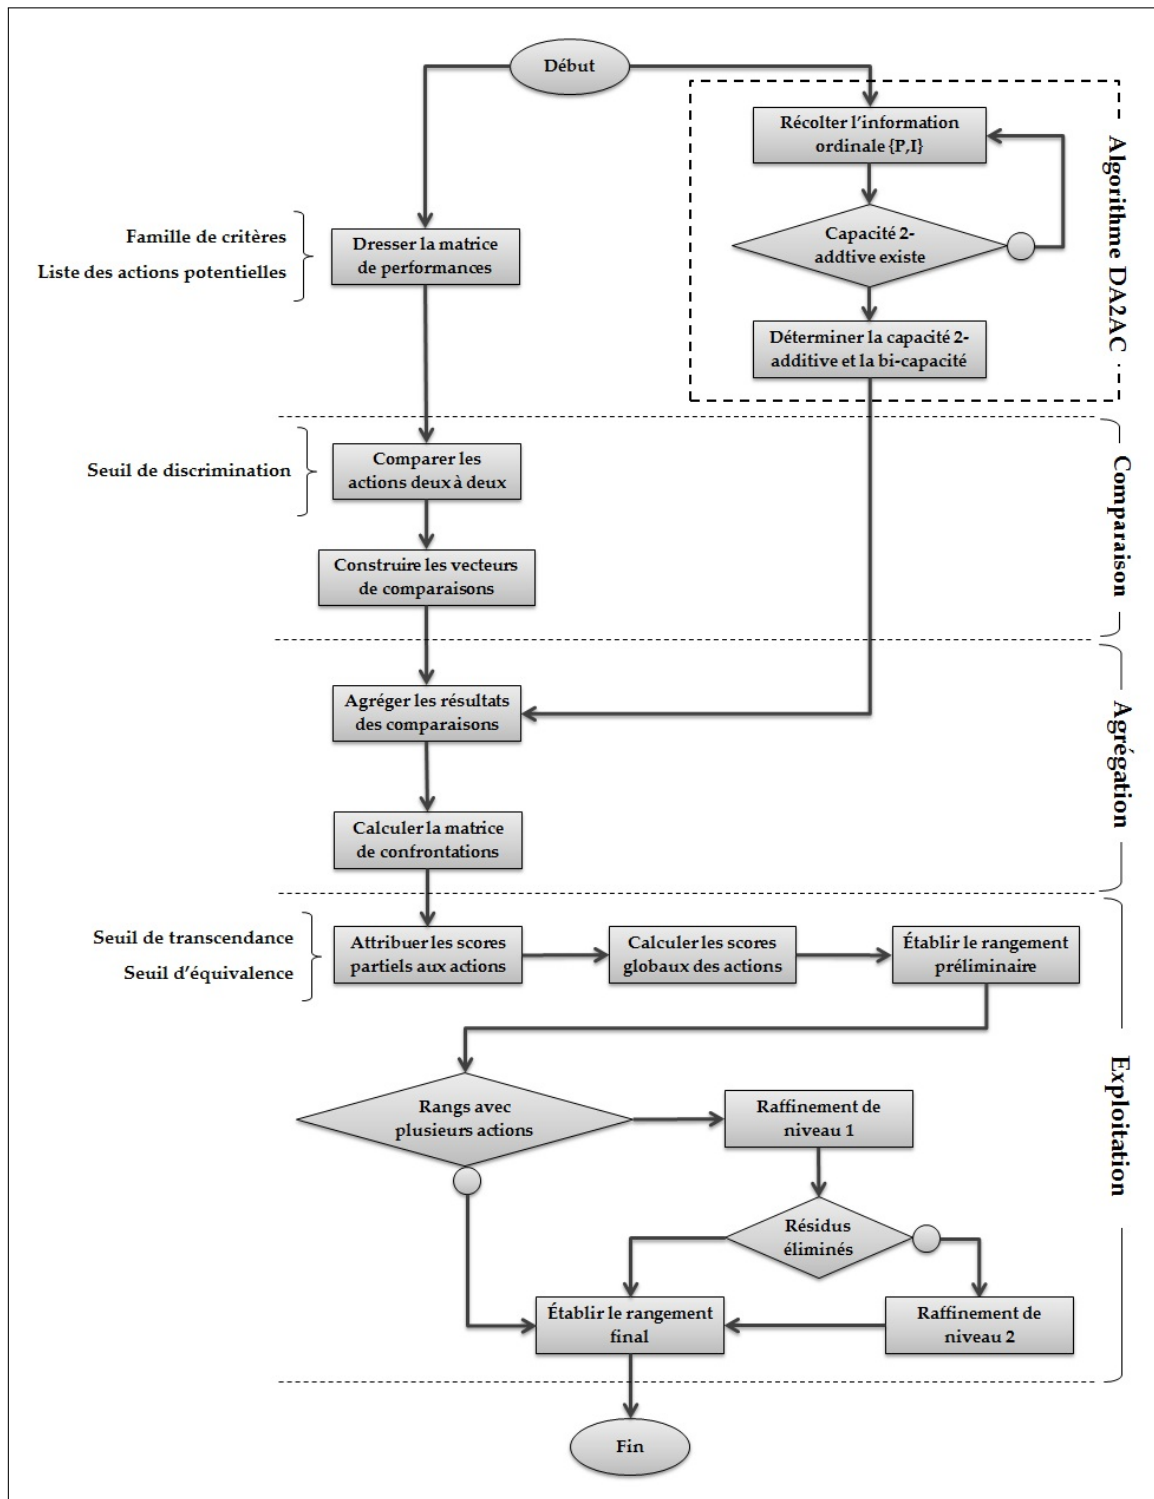 Début
Récolter l'information
ordinale {P,I}
Algorithme DA2AC
Famille de critères
Liste des actions potentielles
Dresser la matrice
de performances
Capacité 2-
addtive existe
Déterminer la capacité 2-
additive et la bi-capacité
Seuil de discrimination
Comparer les
actions deux à deux
Comparaison
Construire les vecteurs
de comparaisons
Agréger les résultats
des comparaisons
Agrégation
Calculer la matrice
de confrontations
Seuil de transcendance
Seuil d'équivalence
Attribuer les scores
partiels aux actions
Calculer les scores
globaux des actions
Établir le rangement
préliminaire
Exploitation
Rangs avec
plusieurs actions
Raffinement de
niveau 1
Résidus
éliminés
Établir le rangement
final
Raffinement de
niveau 2
Fin